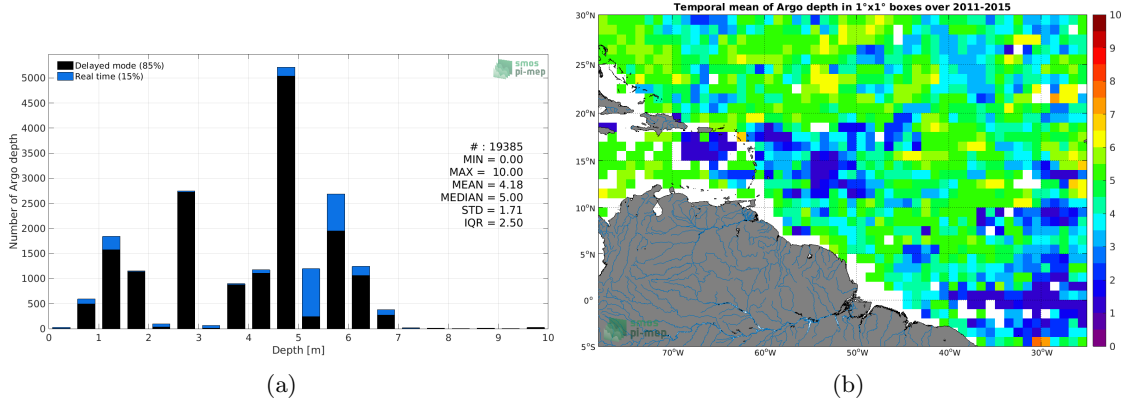 Delayed mode (85%)
Real time (15%)
smos
pi-mep
# : 19385
MIN = 0.00
MAX = 10.00
MEAN = 4.18
MEDIAN = 5.00
STD = 1.71
IQR = 2.50
Number of Argo depth
5000
4500
4000
3500
3000
2500
2000
1500
1000
500
0
0 1 2 3 4 5 6 7 8 9 10
Depth [m]
(a)
Temporal mean of Argo depth in 1°x1° boxes over 2011-2015
30°N
25°N
20°N
15°N
10°N
5°N
0°
5°S
70°W 60°W 50°W 40°W 30°W
smos
pi-mep
10
9
8
7
6
5
4
3
2
1
0
(b)